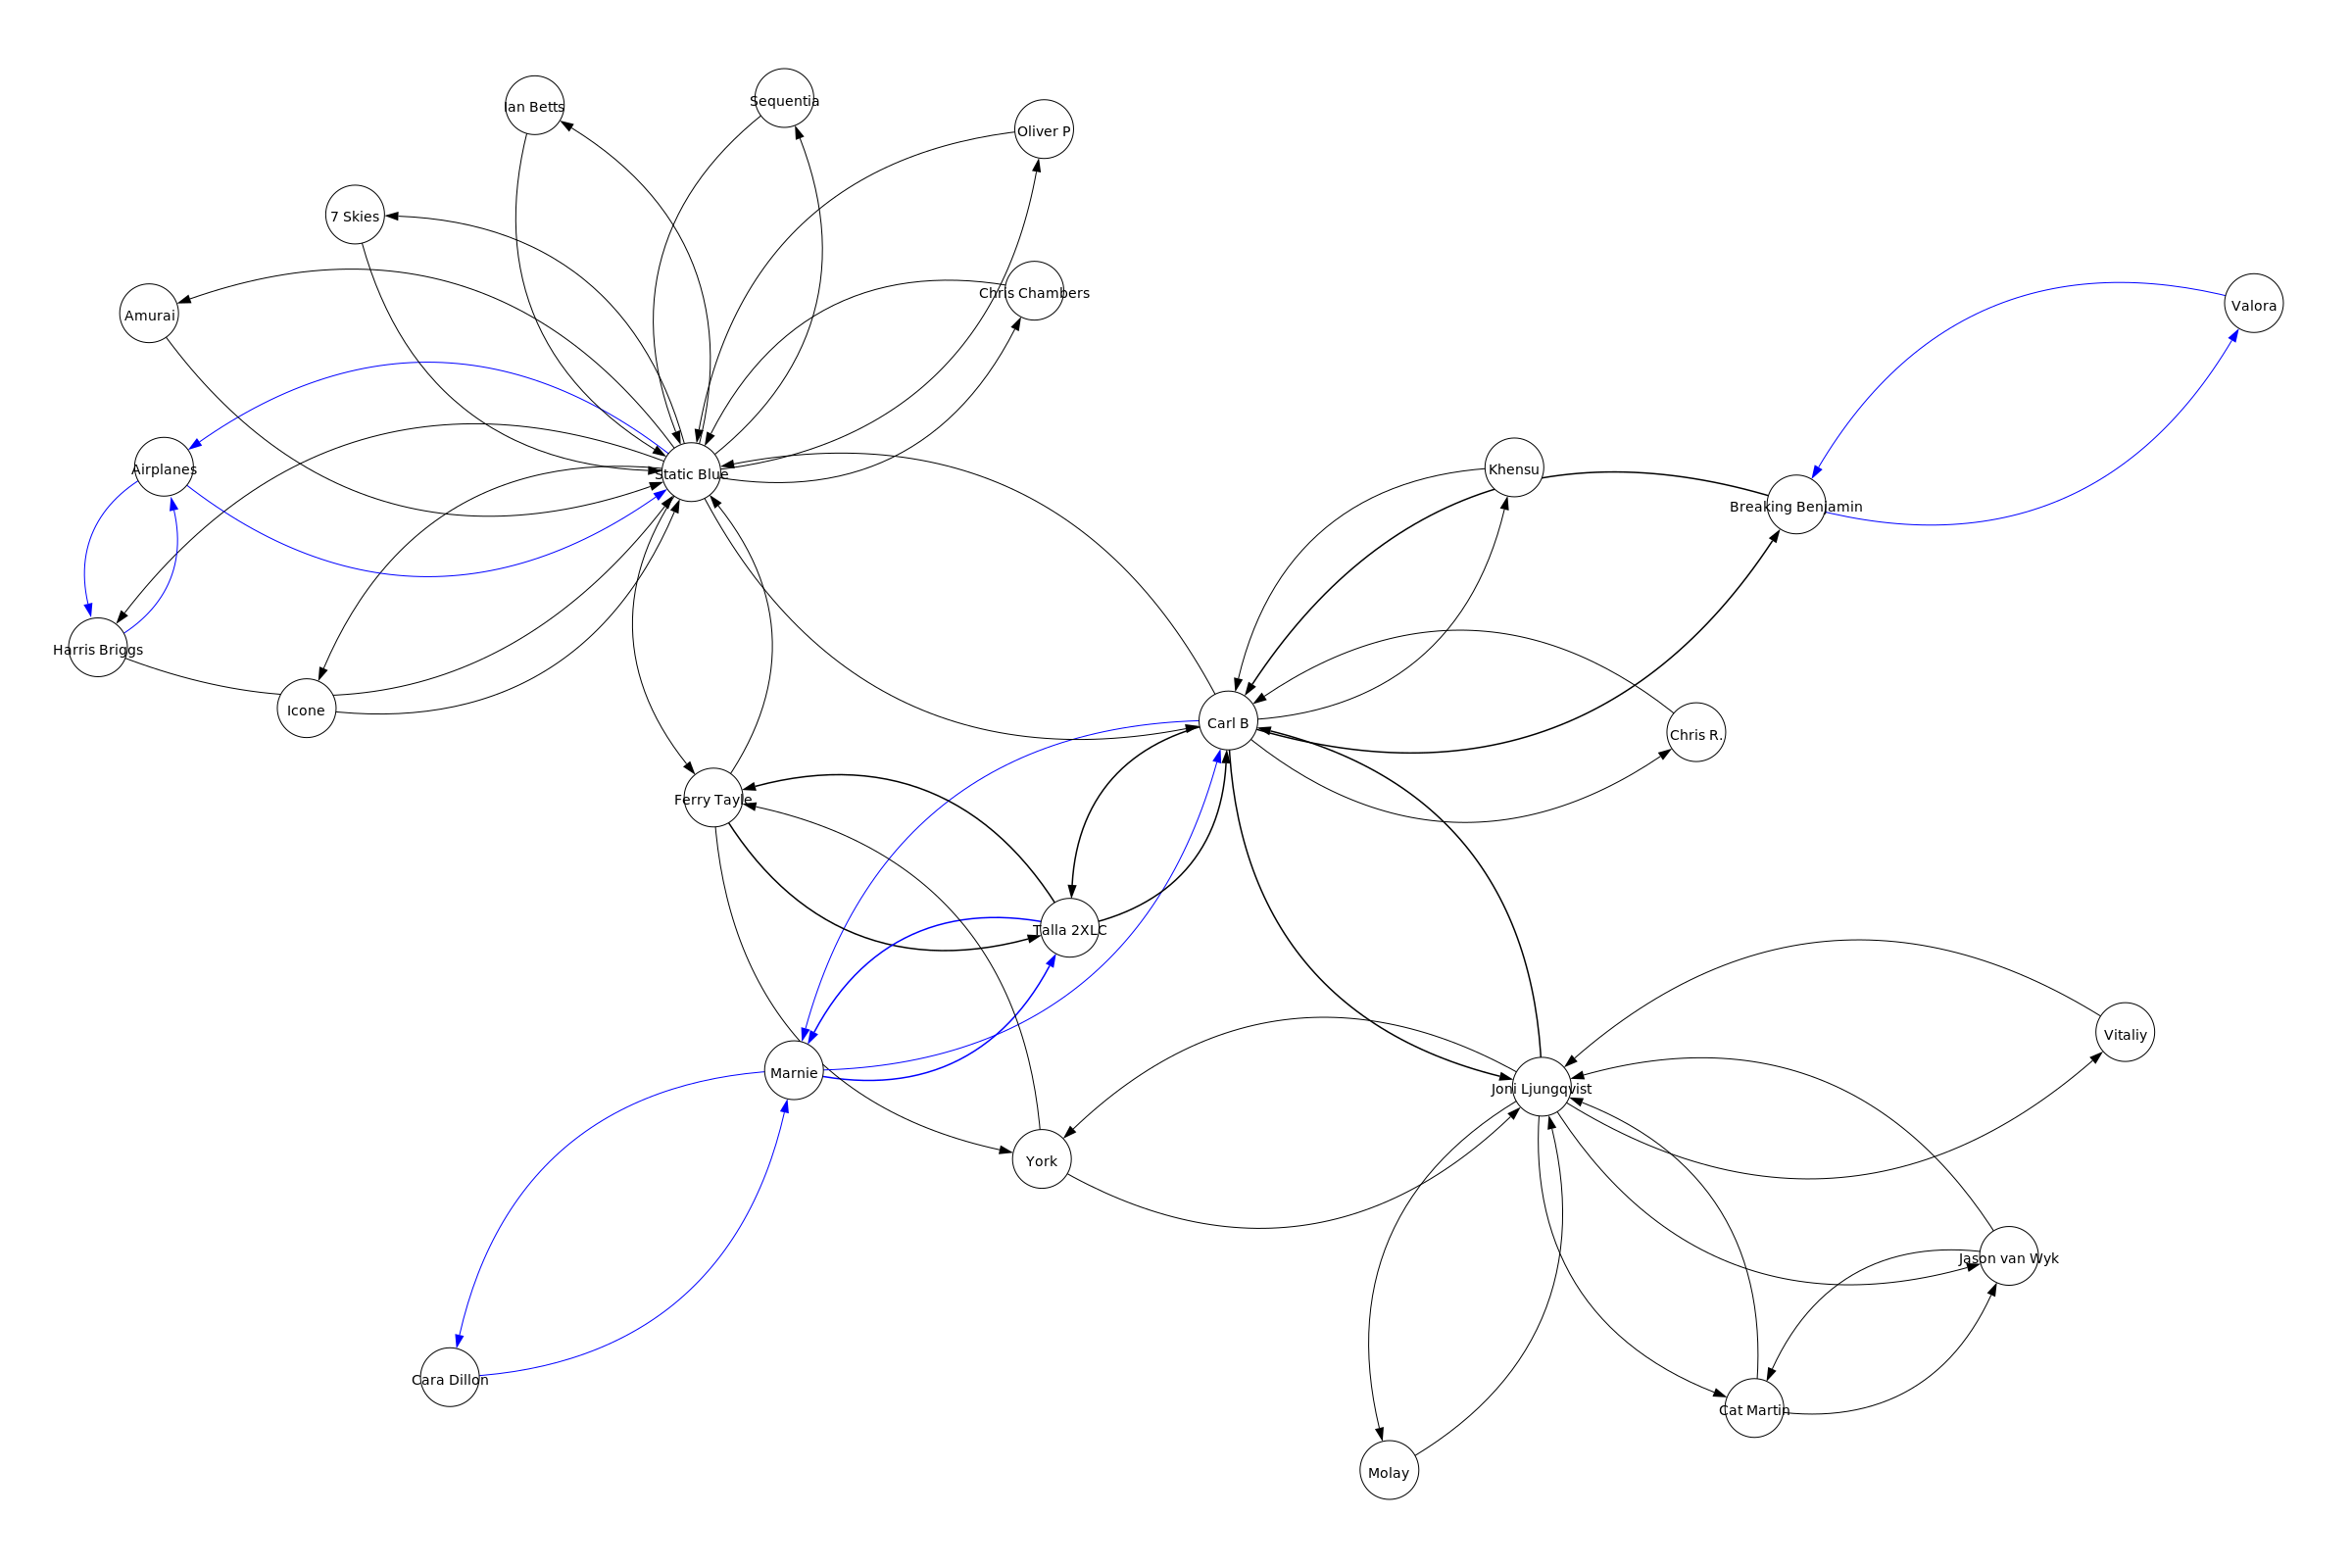 Ian Betts
Sequentia
Oliver P
7 Skies
Chris Chambers
Amurai
Valora
Airplanes
Static Blue
Khensu
Breaking Benjamin
Harris Briggs
Icone
Carl B
Chris R.
Ferry Tayle
Talla 2XLC
Vitaliy
Marnie
Joni Ljungqvist
York
Jason van Wyk
Cara Dillon
Cat Martin
Molay